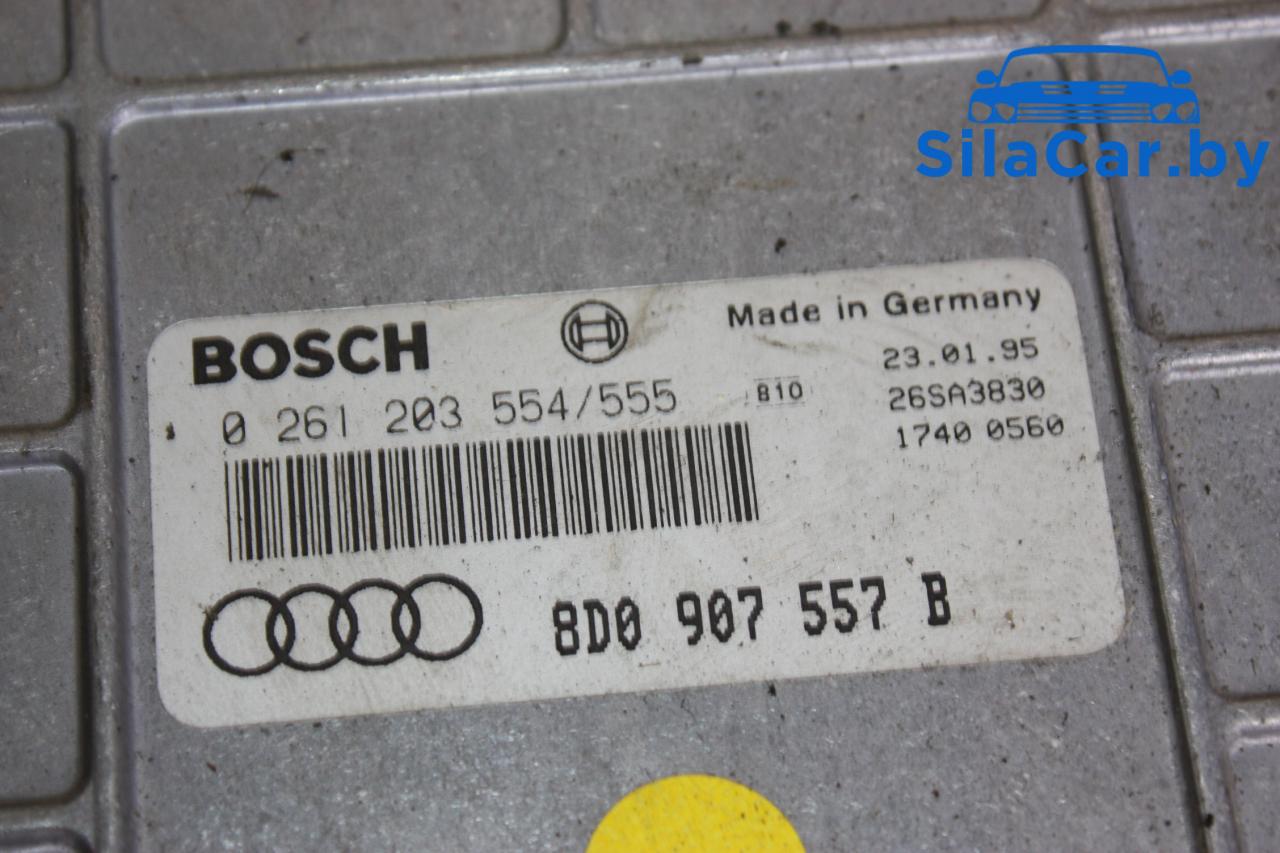 SilaCar.by
BOSCH
Made in Germany
23.01.95
0 261 203 554/555
B10
26SA3830
1740 0560
8D0 907 557 B